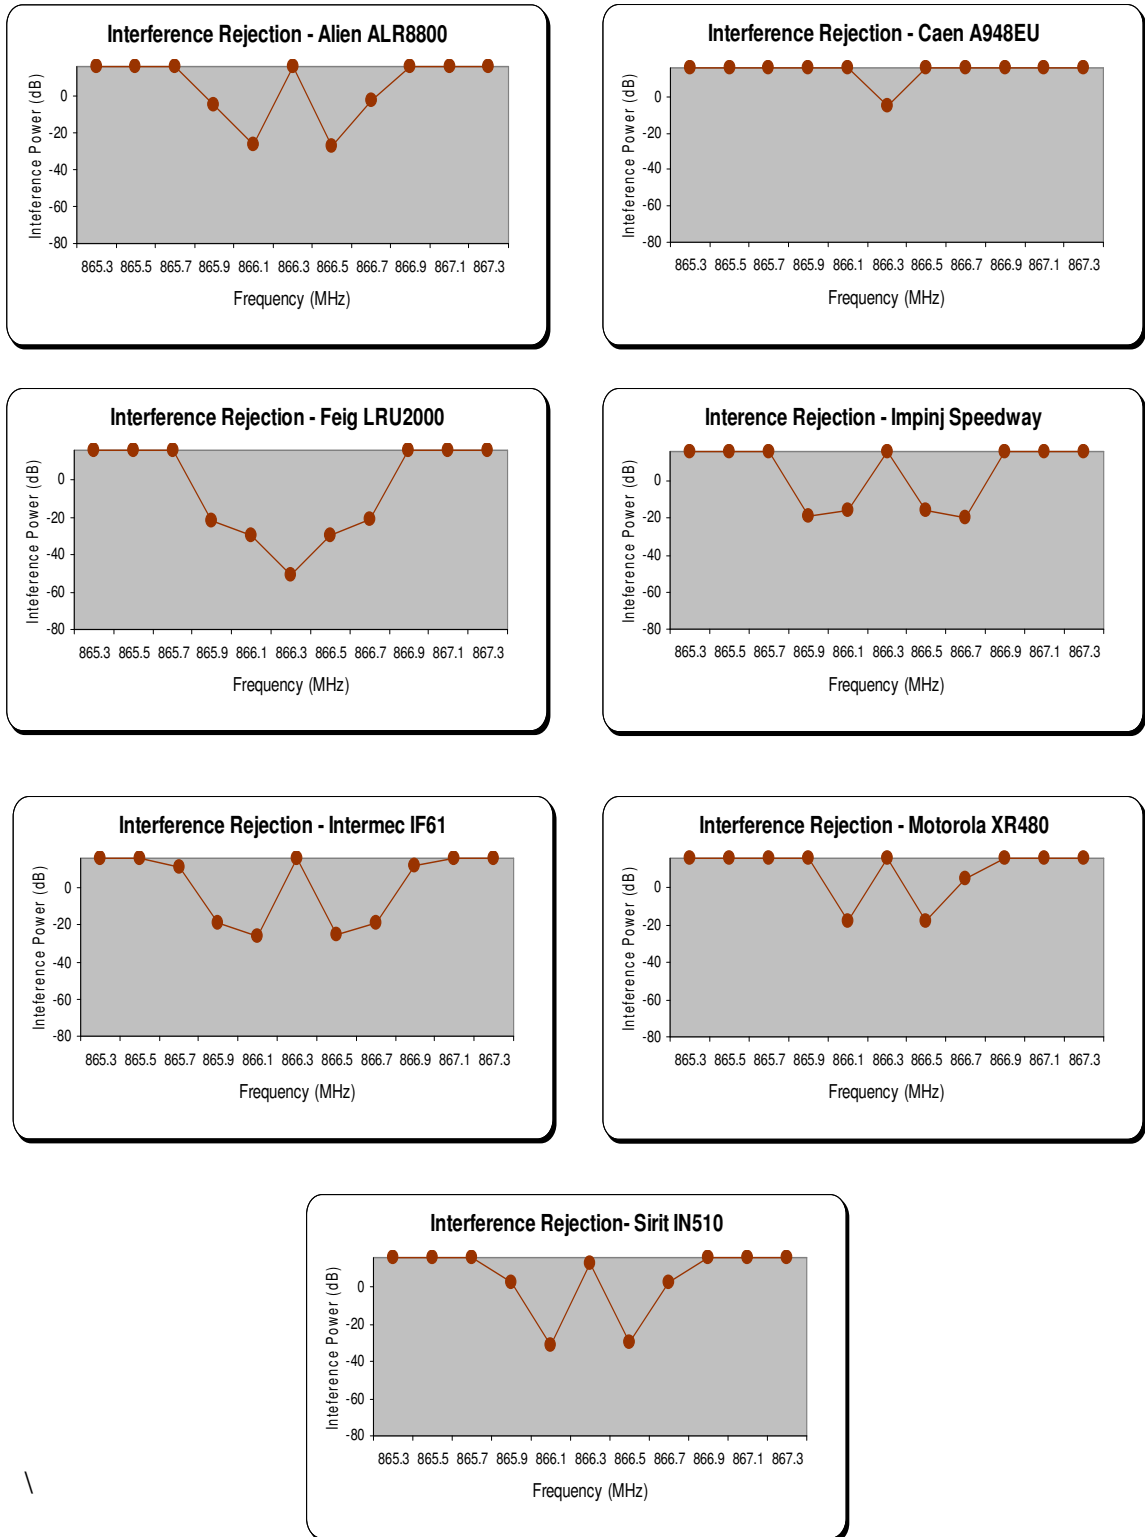 Interference Rejection - Alien ALR8800
Inteference Power (dB)
0
-20
-40
-60
-80
865.3 865.5 865.7 865.9 866.1 866.3 866.5 866.7 866.9 867.1 867.3
Frequency (MHz)
Interference Rejection - Caen A948EU
Inteference Power (dB)
0
-20
-40
-60
-80
865.3 865.5 865.7 865.9 866.1 866.3 866.5 866.7 866.9 867.1 867.3
Frequency (MHz)
Interference Rejection - Feig LRU2000
Inteference Power (dB)
0
-20
-40
-60
-80
865.3 865.5 865.7 865.9 866.1 866.3 866.5 866.7 866.9 867.1 867.3
Frequency (MHz)
Interence Rejection - Impinj Speedway
Inteference Power (dB)
0
-20
-40
-60
-80
865.3 865.5 865.7 865.9 866.1 866.3 866.5 866.7 866.9 867.1 867.3
Frequency (MHz)
Interference Rejection - Intermec IF61
Inteference Power (dB)
0
-20
-40
-60
-80
865.3 865.5 865.7 865.9 866.1 866.3 866.5 866.7 866.9 867.1 867.3
Frequency (MHz)
Interference Rejection - Motorola XR480
Inteference Power (dB)
0
-20
-40
-60
-80
865.3 865.5 865.7 865.9 866.1 866.3 866.5 866.7 866.9 867.1 867.3
Frequency (MHz)
Interference Rejection- Sirit IN510
Inteference Power (dB)
0
-20
-40
-60
-80
865.3 865.5 865.7 865.9 866.1 866.3 866.5 866.7 866.9 867.1 867.3
Frequency (MHz)
\